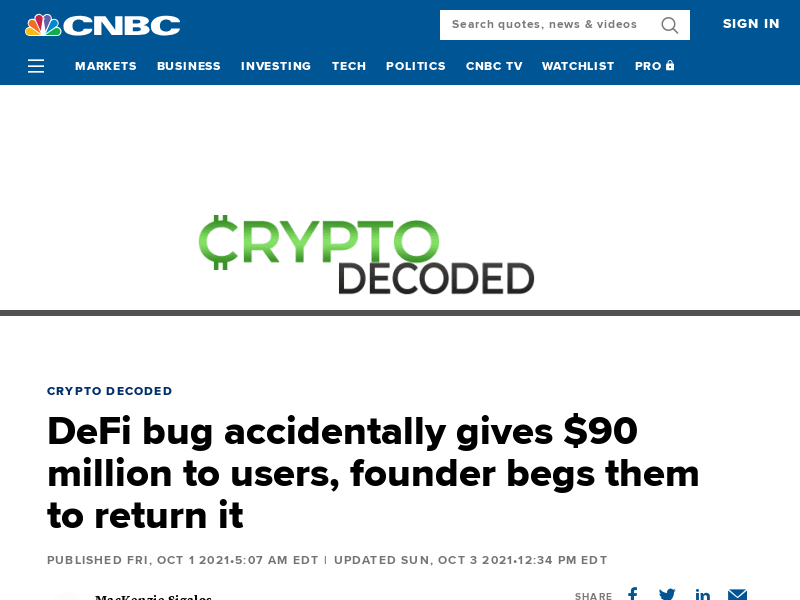 CNBC
Search quotes, news & videos
SIGN IN
MARKETS BUSINESS INVESTING TECH POLITICS CNBC TV WATCHLIST PRO
CRYPTO
DECODED
CRYPTO DECODED
DeFi bug accidentally gives $90
million to users, founder begs them
to return it
PUBLISHED FRI, OCT 1 2021•5:07 AM EDT | UPDATED SUN, OCT 3 2021•12:34 PM EDT
MacKenzie Sigalos
SHARE